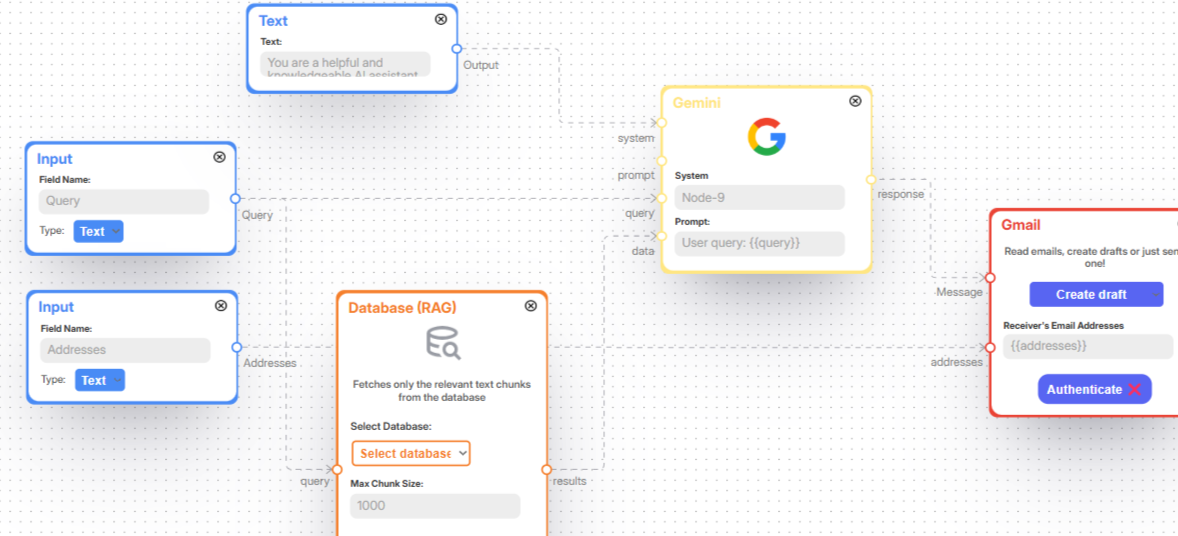 Text
Text:
You are a helpful and
knowledgeable AI assistant
Output
Input
Field Name:
Query
Type: Text
Query
Input
Field Name:
Addresses
Type: Text
Addresses
Database (RAG)
Fetches only the relevant text chunks
from the database
Select Database:
Select database
Max Chunk Size:
1000
query
results
Gemini
system
prompt
query
data
System
Node-9
Prompt:
User query: {{query}}
response
Gmail
Read emails, create drafts or just sen
one!
Create draft
Message
Receiver's Email Addresses
{{addresses}}
addresses
Authenticate ❌